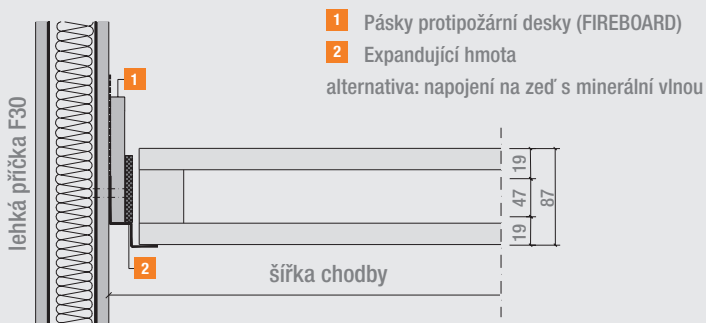 1 Pásky protipožární desky (FIREBOARD)
2 Expandující hmota
alternativa: napojení na zeď s minerální vlnou
lehká příčka F30
1
19
47
87
19
2
šířka chodby